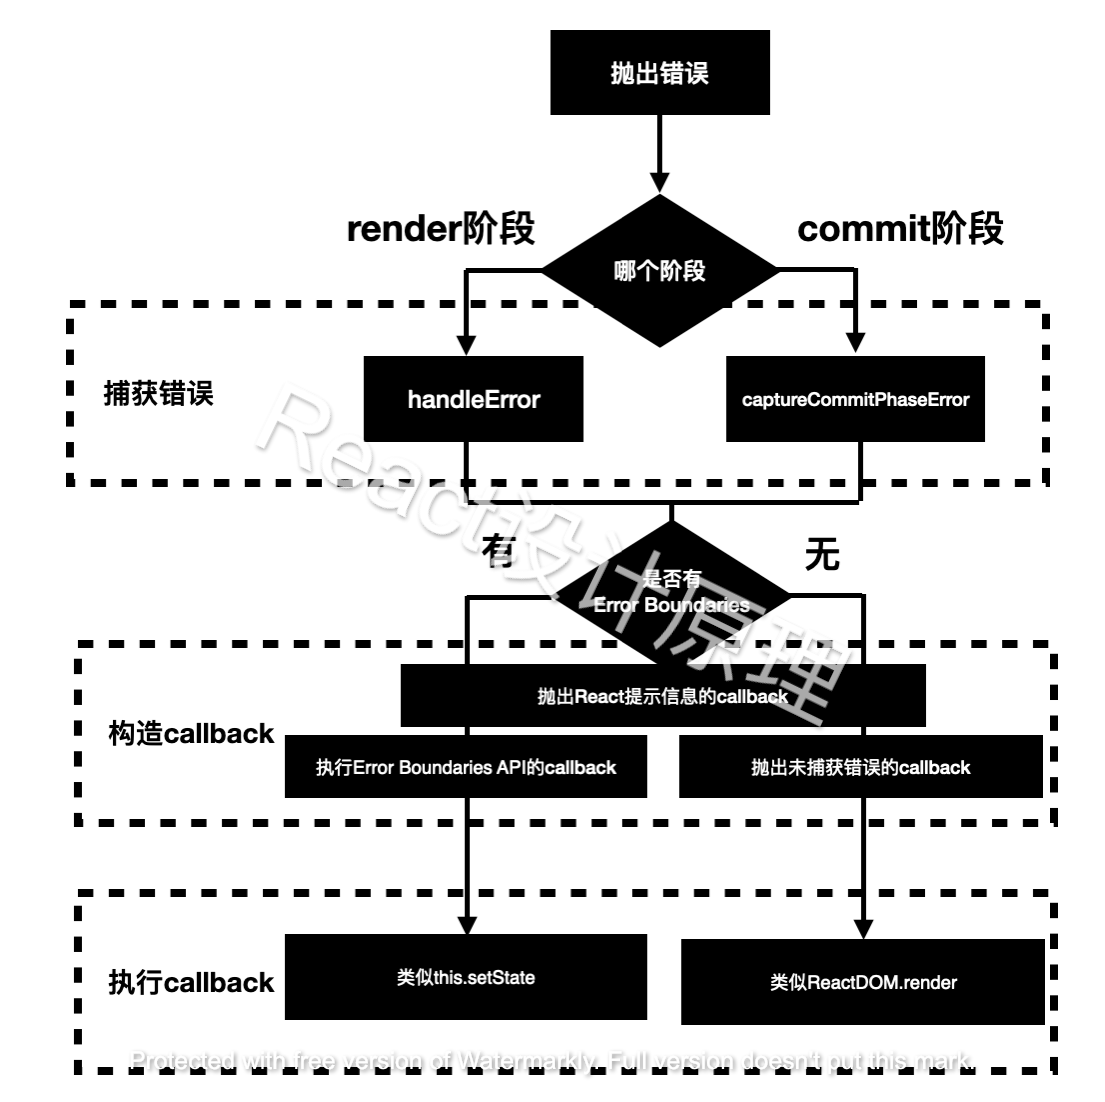 抛出错误
render阶段
commit阶段
哪个阶段
捕获错误
handleError
captureCommitPhaseError
React设计原理
有
无
是否有
Error Boundaries
抛出React提示信息的callback
构造callback
执行Error Boundaries API的callback
抛出未捕获错误的callback
执行callback
类似this.setState
类似ReactDOM.render
Protected with free version of Watermarkly. Full version doesn't put this mark.